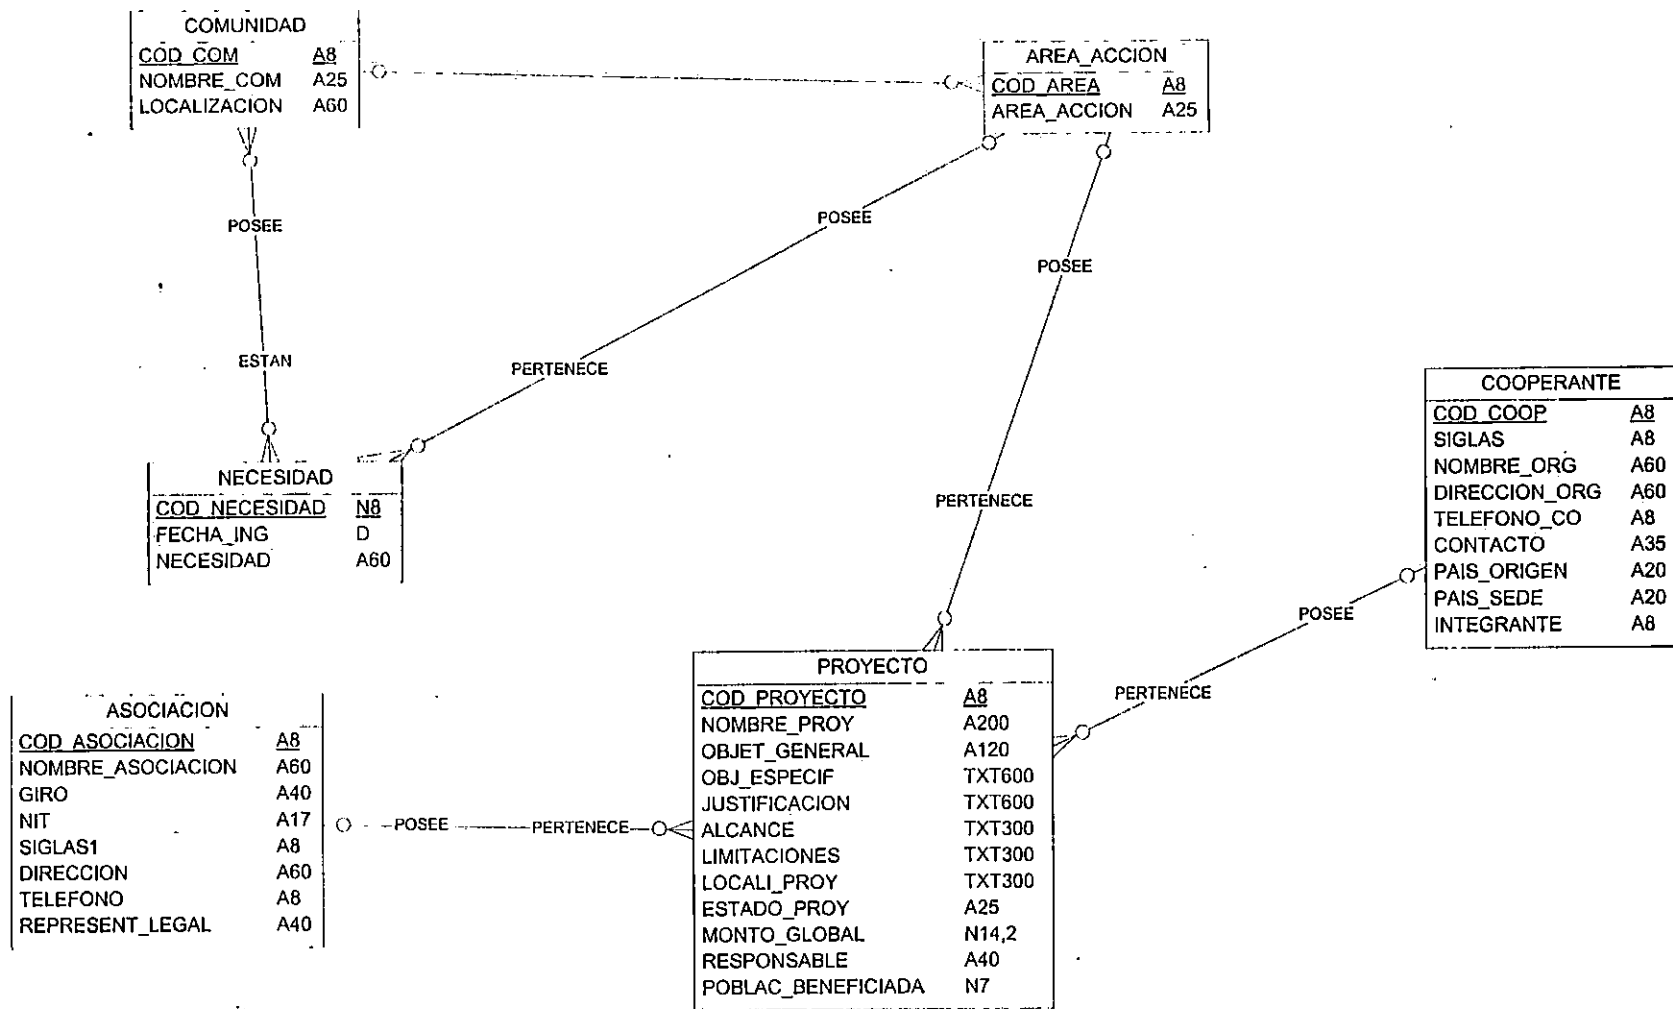 COMUNIDAD
COD_COM A8
NOMBRE_COM A25
LOCALIZACION A60
AREA_ACCION
COD_AREA A8
AREA_ACCION A25
POSEE
ESTAN
POSEE
PERTENECE
POSEE
PERTENECE
NECESIDAD
COD_NECESIDAD N8
FECHA_ING D
NECESIDAD A60
COOPERANTE
COD_COOP A8
SIGLAS A8
NOMBRE_ORG A60
DIRECCION_ORG A60
TELEFONO_CO A8
CONTACTO A35
PAIS_ORIGEN A20
PAIS_SEDE A20
INTEGRANTE A8
POSEE
PERTENECE
ASOCIACION
COD_ASOCIACION A8
NOMBRE_ASOCIACION A60
GIRO A40
NIT A17
SIGLAS1 A8
DIRECCION A60
TELEFONO A8
REPRESENT_LEGAL A40
POSEE
PERTENECE
PROYECTO
COD_PROYECTO A8
NOMBRE_PROY A200
OBJET_GENERAL A120
OBJ_ESPECIF TXT600
JUSTIFICACION TXT600
ALCANCE TXT300
LIMITACIONES TXT300
LOCALI_PROY TXT300
ESTADO_PROY A25
MONTO_GLOBAL N14,2
RESPONSABLE A40
POBLAC_BENEFICIADA N7